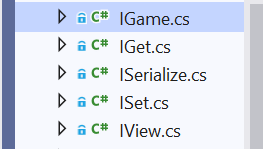 C# IGame.cs
C# IGet.cs
C# ISerialize.cs
C# ISet.cs
C# IView.cs